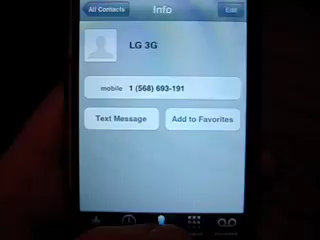 All Contacts Info Edit
LG 3G
mobile 1 (568) 693-191
Text Message Add to Favorites